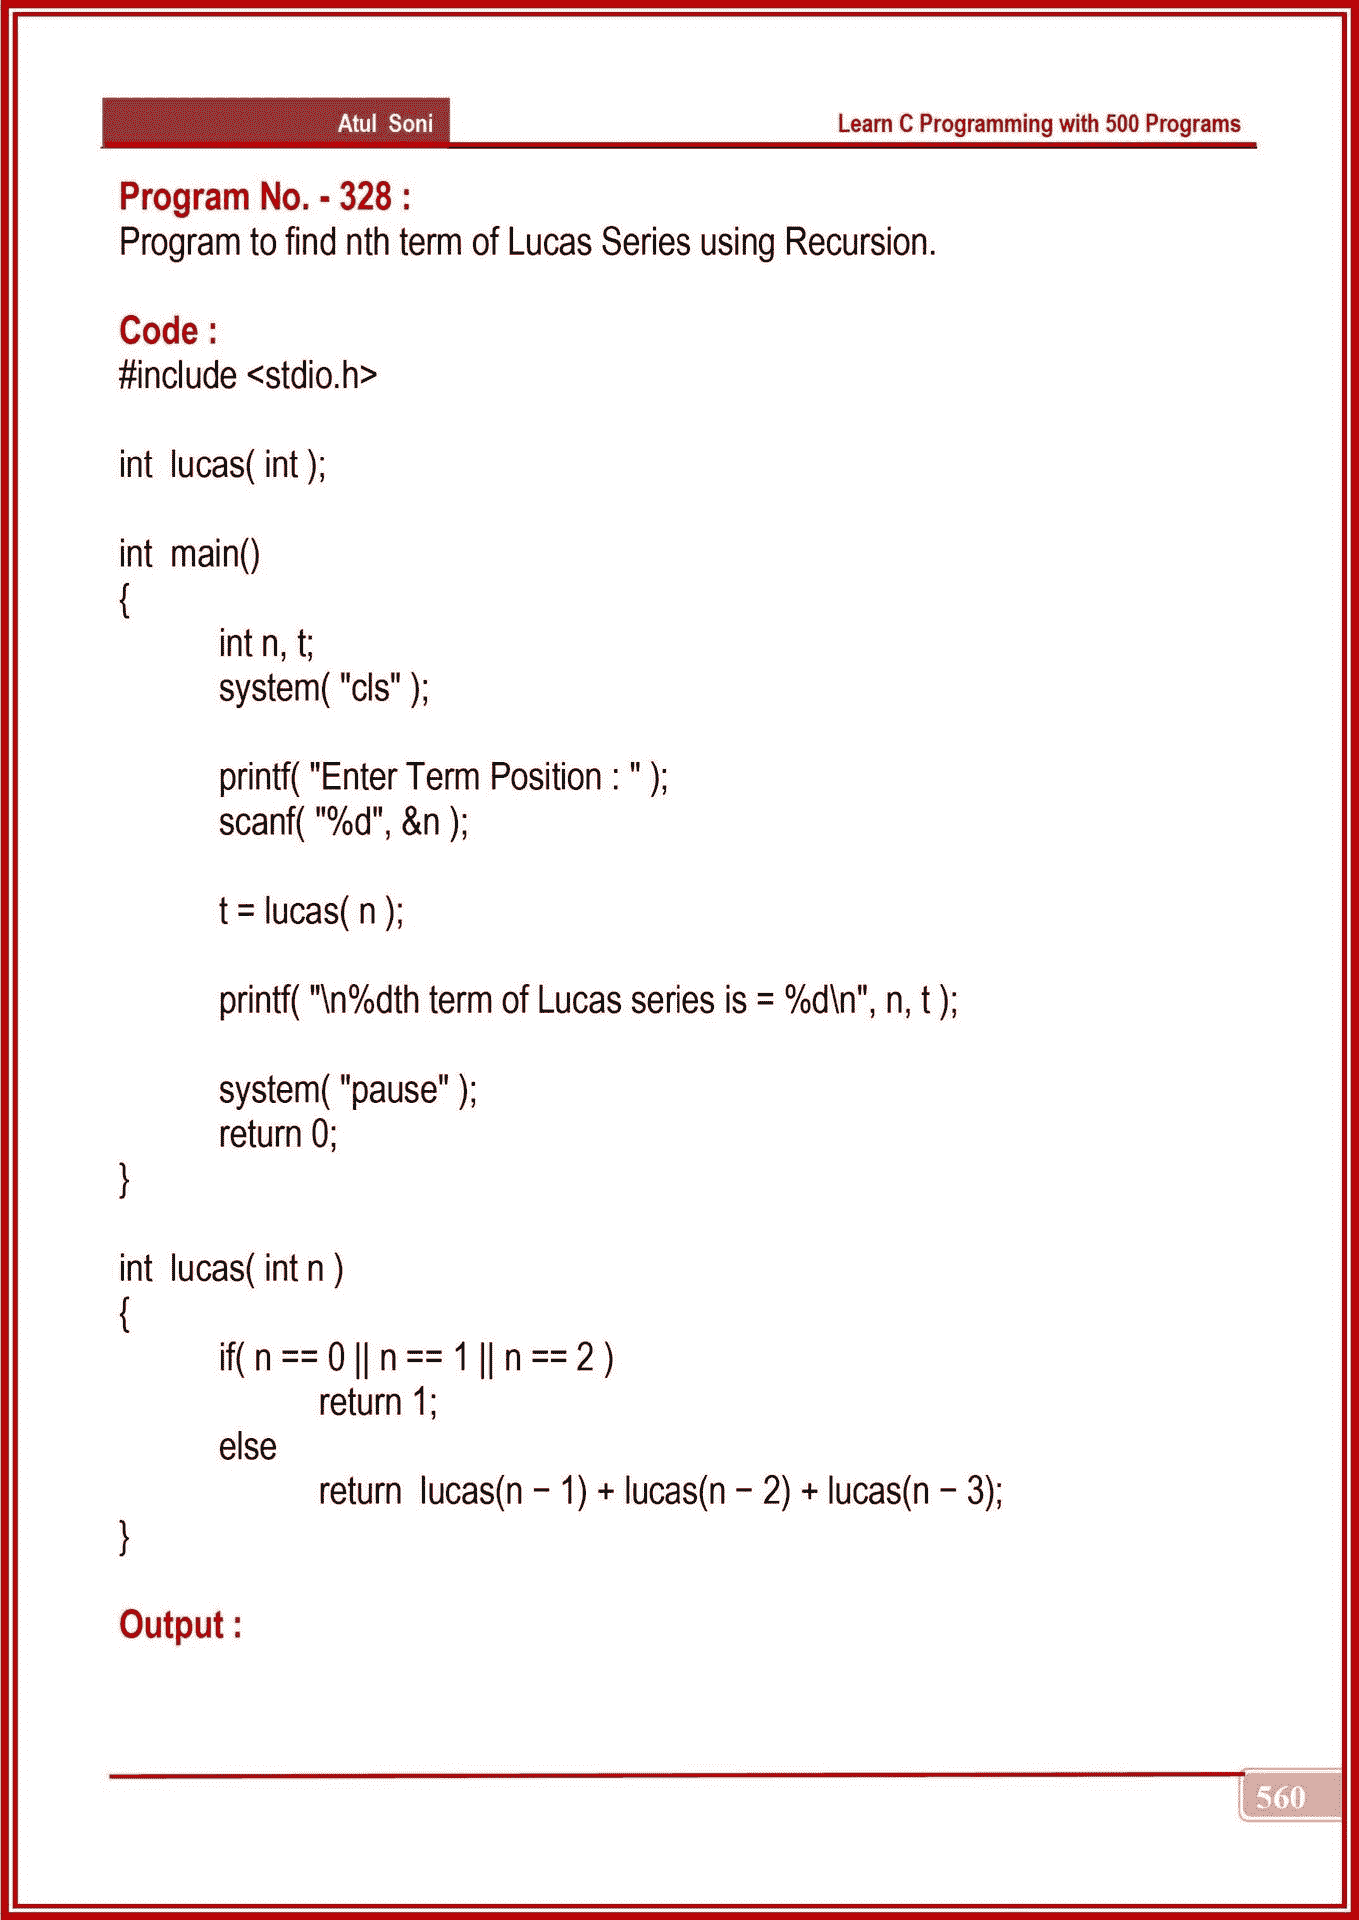 Atul Soni
Learn C Programming with 500 Programs
Program No. - 328 :
Program to find nth term of Lucas Series using Recursion.
Code :
#include <stdio.h>
int lucas( int );
int main()
{
int n, t;
system( "cls" );
printf( "Enter Term Position : " );
scanf( "%d", &n );
t = lucas( n );
printf( "\n%dth term of Lucas series is = %d\n", n, t );
system( "pause" );
return 0;
}
int lucas( int n )
{
if( n == 0 || n == 1 || n == 2 )
return 1;
else
return lucas(n − 1) + lucas(n − 2) + lucas(n − 3);
}
Output :
560